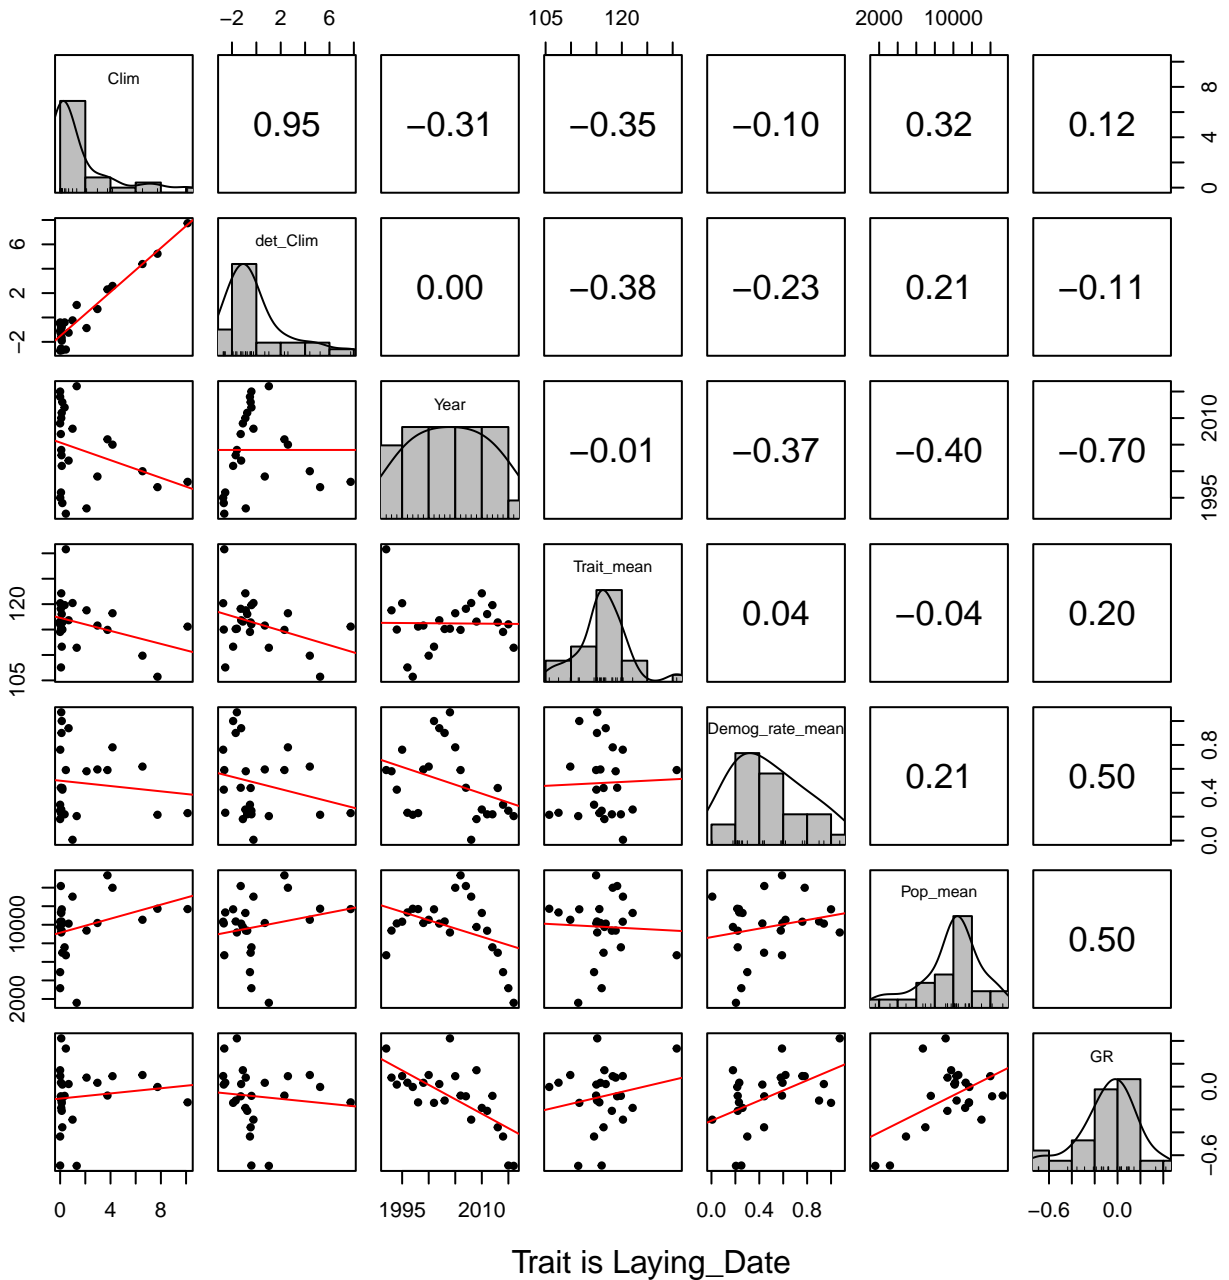 −2 2 6 105 120 2000 10000
Clim 0.95 −0.31 −0.35 −0.10 0.32 0.12 0 4 8
−2 2 6 det_Clim 0.00 −0.38 −0.23 0.21 −0.11
Year −0.01 −0.37 −0.40 −0.70 1995 2010
105 120 Trait_mean 0.04 −0.04 0.20
Demog_rate_mean 0.21 0.50 0.0 0.4 0.8
2000 10000 Pop_mean 0.50
GR −0.6 0.0
0 4 8 1995 2010 0.0 0.4 0.8 −0.6 0.0
Trait is Laying_Date